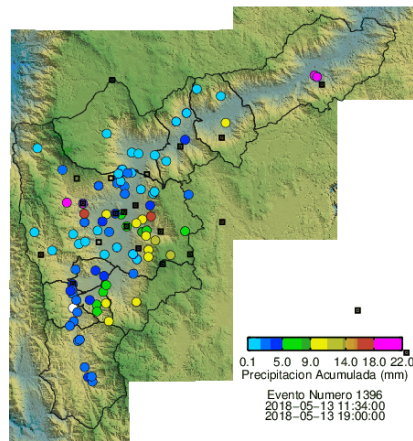 0.1 5.0 9.0 14.0 18.0 22.0
Precipitacion Acumulada (mm)
Evento Numero 1396
2018-05-13 11:34:00
2018-05-13 19:00:00